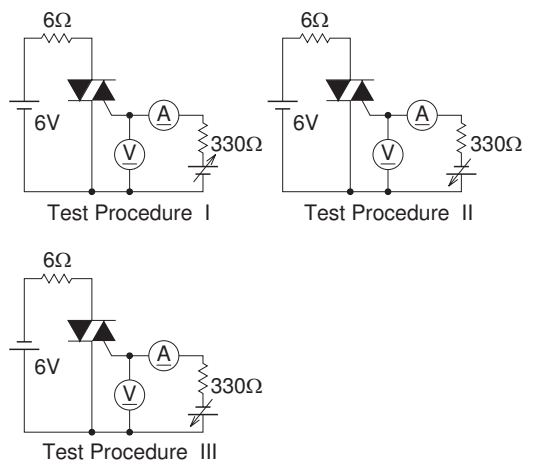 6Ω
6V
A
V
330Ω
Test Procedure I
6Ω
6V
A
V
330Ω
Test Procedure II
6Ω
6V
A
V
330Ω
Test Procedure III